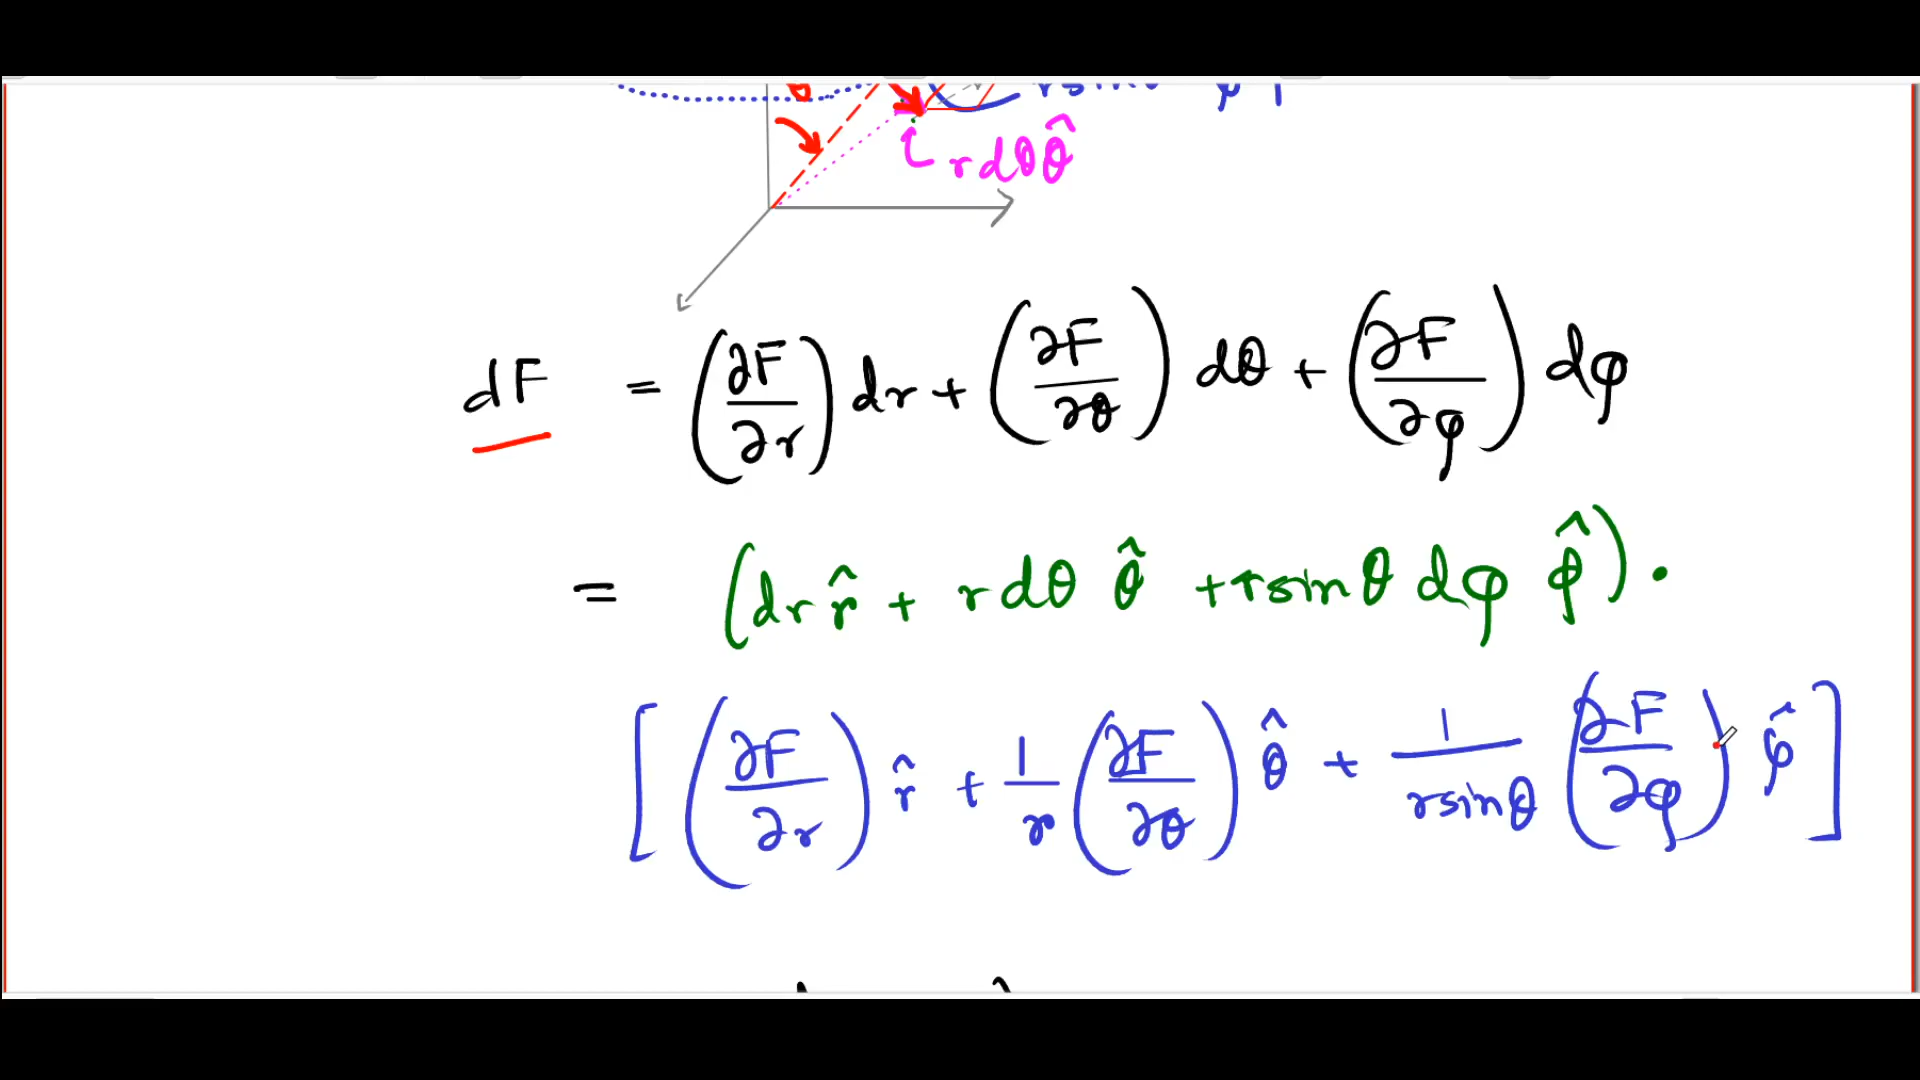 θ
r dθ θ̂
dF = (∂F/∂r) dr + (∂F/∂θ) dθ + (∂F/∂φ) dφ
= (dr r̂ + r dθ θ̂ + r sinθ dφ φ̂) ·
[(∂F/∂r) r̂ + 1/r (∂F/∂θ) θ̂ + 1/(r sinθ) (∂F/∂φ) φ̂]